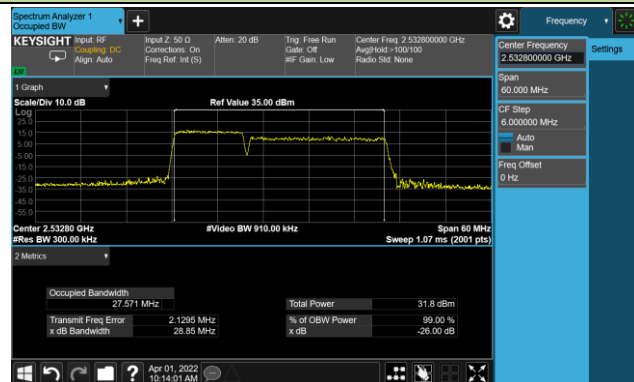 Spectrum Analyzer 1
Occupied BW
Frequency
KEYSIGHT
Input: RF
Coupling: DC
Align: Auto
Input Z: 50 Ω
Corrections: On
Freq Ref: Int (S)
Atten: 20 dB
Trig: Free Run
Gate: Off
#IF Gain: Low
Center Freq: 2.532800000 GHz
Avg|Hold:>100/100
Radio Std: None
Center Frequency
2.532800000 GHz
Settings
Span
60.000 MHz
CF Step
6.000000 MHz
Auto
Man
Freq Offset
0 Hz
1 Graph
Scale/Div 10.0 dB
Ref Value 35.00 dBm
Log
25.0
15.0
5.00
-5.00
-15.0
-25.0
-35.0
-45.0
-55.0
Center 2.53280 GHz
#Video BW 910.00 kHz
Span 60 MHz
#Res BW 300.00 kHz
Sweep 1.07 ms (2001 pts)
2 Metrics
Occupied Bandwidth
27.571 MHz
Total Power
31.8 dBm
Transmit Freq Error
2.1295 MHz
% of OBW Power
99.00 %
x dB Bandwidth
28.85 MHz
x dB
-26.00 dB
?
Apr 01, 2022
10:14:01 AM